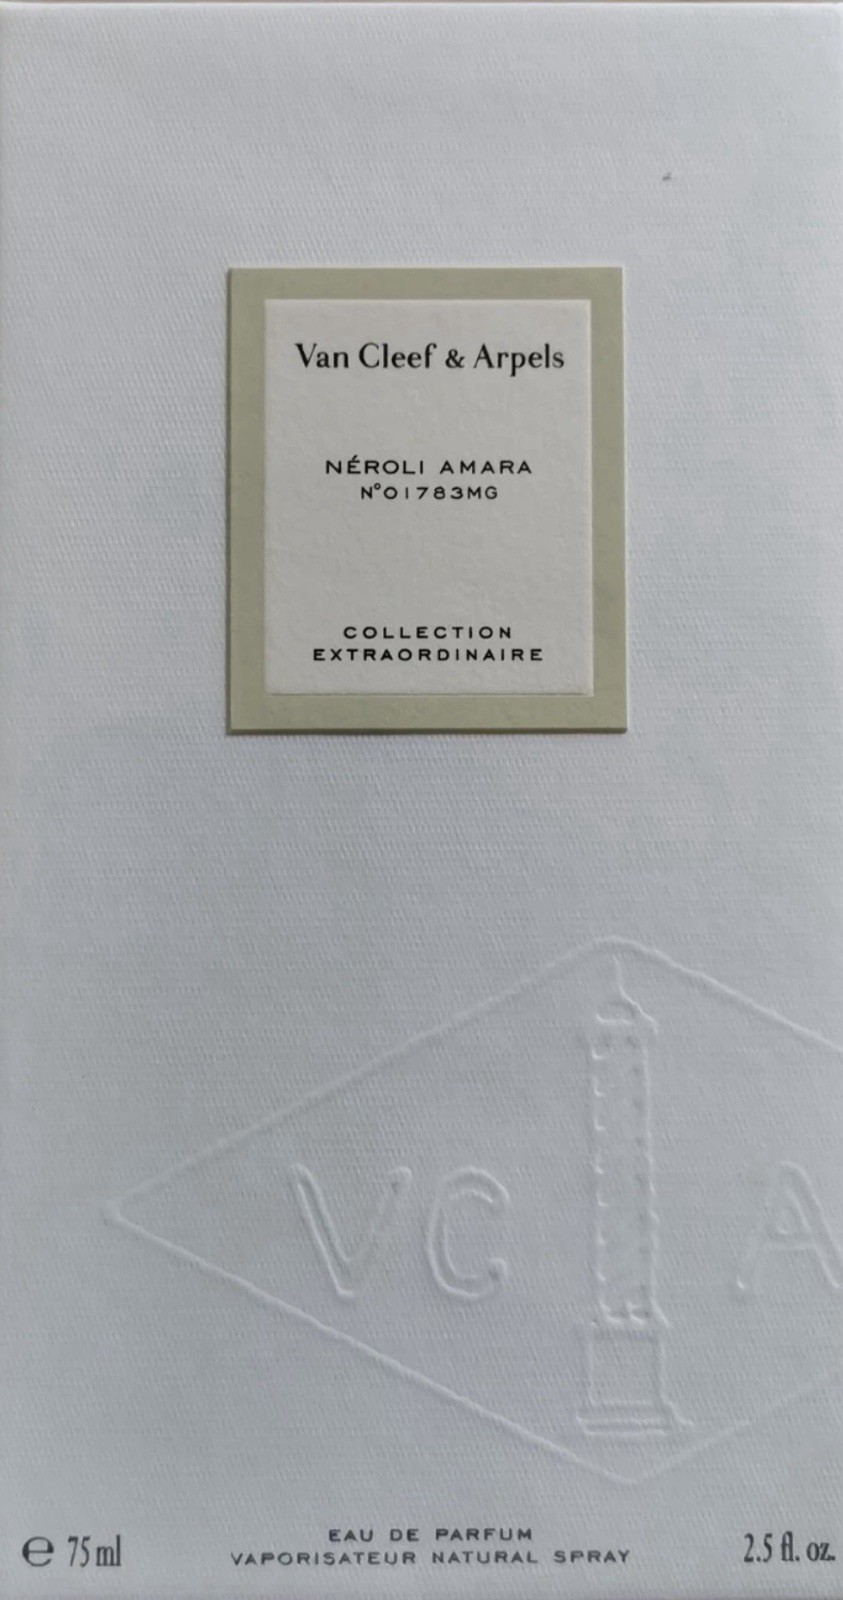 Van Cleef & Arpels
NÉROLI AMARA
N°01783MG
COLLECTION
EXTRAORDINAIRE
VC A
℮ 75 ml
EAU DE PARFUM
VAPORISATEUR NATURAL SPRAY
2.5 fl. oz.